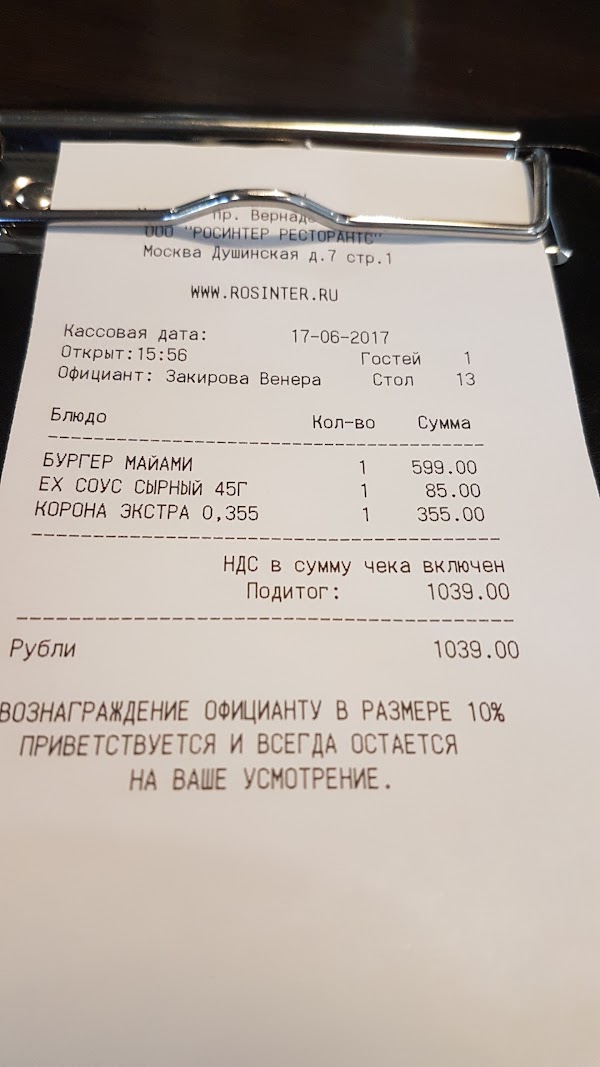 пр. Вернад
ООО "РОСИНТЕР РЕСТОРАНТС"
Москва Душинская д.7 стр.1
WWW.ROSINTER.RU
Кассовая дата: 17-06-2017
Открыт:15:56 Гостей 1
Официант: Закирова Венера Стол 13
Блюдо Кол-во Сумма
БУРГЕР МАЙАМИ 1 599.00
ЕХ СОУС СЫРНЫЙ 45Г 1 85.00
КОРОНА ЭКСТРА 0,355 1 355.00
НДС в сумму чека включен
Подитог: 1039.00
Рубли 1039.00
ВОЗНАГРАЖДЕНИЕ ОФИЦИАНТУ В РАЗМЕРЕ 10%
ПРИВЕТСТВУЕТСЯ И ВСЕГДА ОСТАЕТСЯ
НА ВАШЕ УСМОТРЕНИЕ.